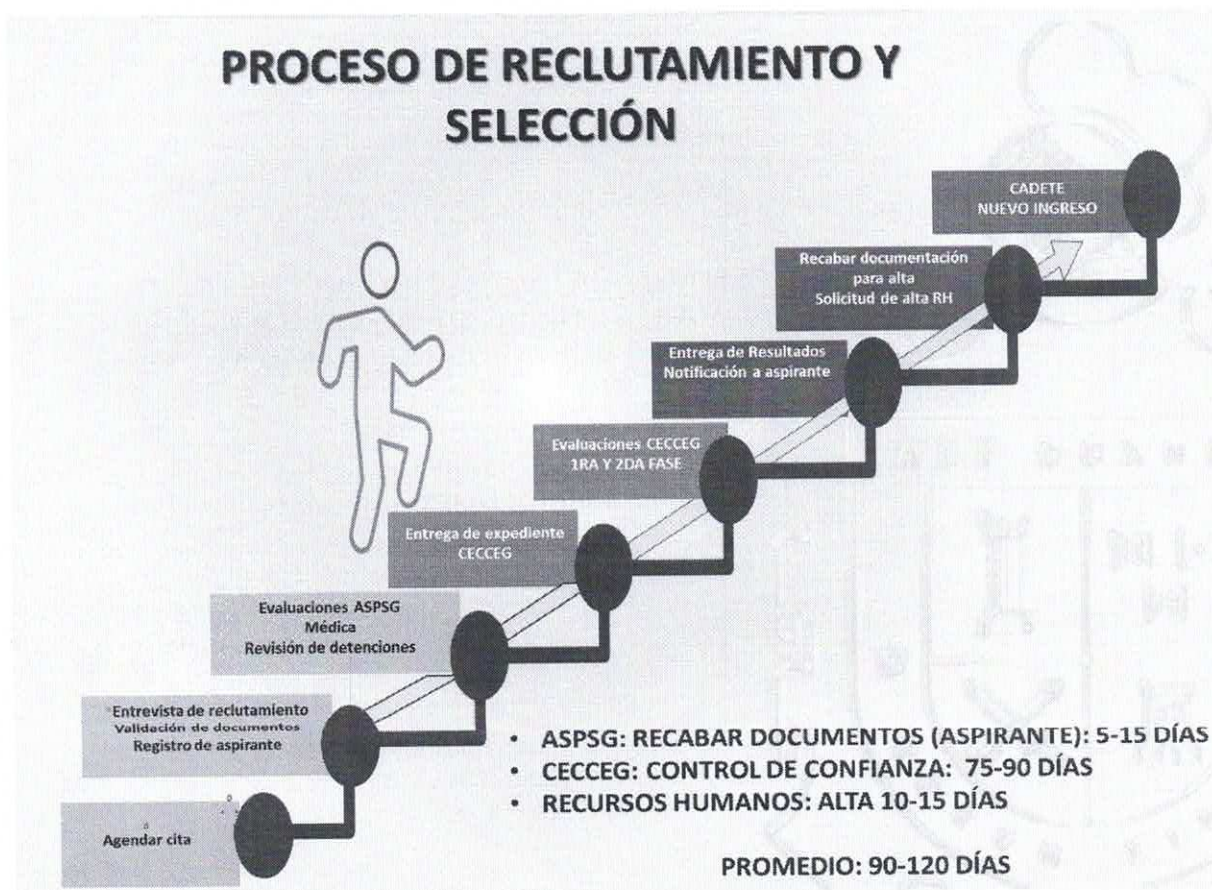 PROCESO DE RECLUTAMIENTO Y
SELECCIÓN
CADETE
NUEVO INGRESO
Recabar documentación
para alta
Solicitud de alta RH
Entrega de Resultados
Notificación a aspirante
Evaluaciones CECCEG
1RA Y 2DA FASE
Entrega de expediente
CECCEG
Evaluaciones ASPSG
Médica
Revisión de detenciones
Entrevista de reclutamiento
Validación de documentos
Registro de aspirante
Agendar cita
• ASPSG: RECABAR DOCUMENTOS (ASPIRANTE): 5-15 DÍAS
• CECCEG: CONTROL DE CONFIANZA: 75-90 DÍAS
• RECURSOS HUMANOS: ALTA 10-15 DÍAS
PROMEDIO: 90-120 DÍAS